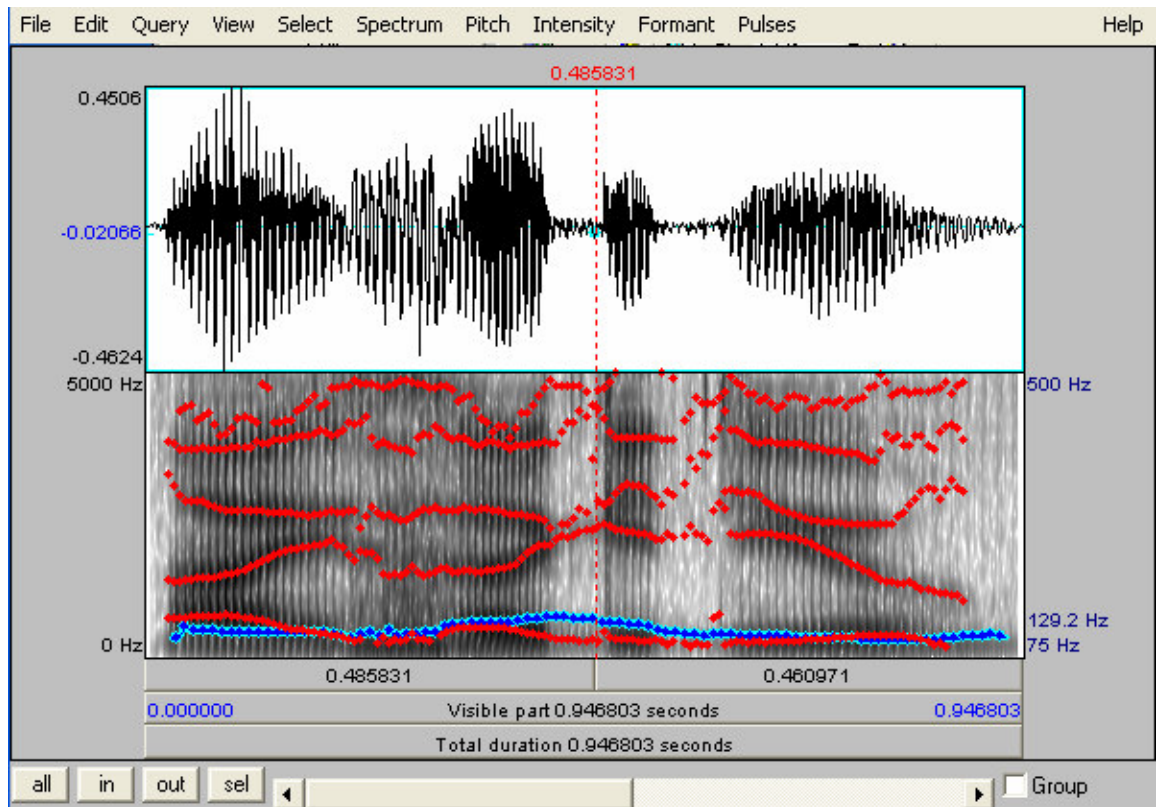 File Edit Query View Select Spectrum Pitch Intensity Formant Pulses Help
0.485831
0.4506
-0.02066
-0.4624
5000 Hz 500 Hz
129.2 Hz
0 Hz 75 Hz
0.485831 0.460971
0.000000 Visible part 0.946803 seconds 0.946803
Total duration 0.946803 seconds
all in out sel Group